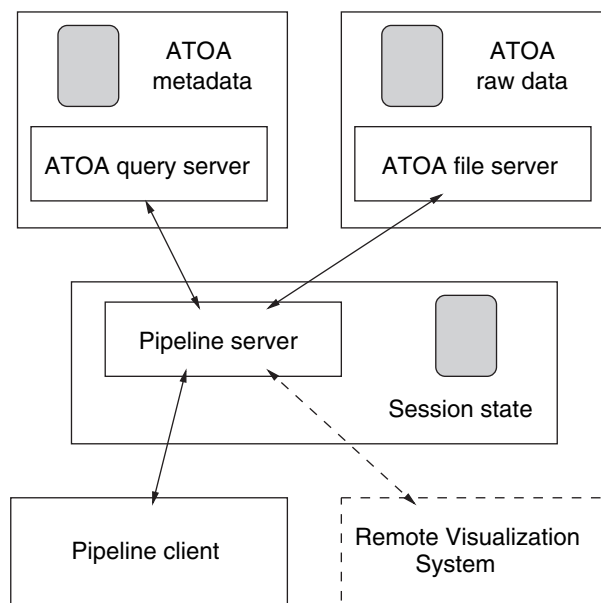 ATOA
metadata
ATOA query server
ATOA
raw data
ATOA file server
Pipeline server
Session state
Pipeline client
Remote Visualization
System